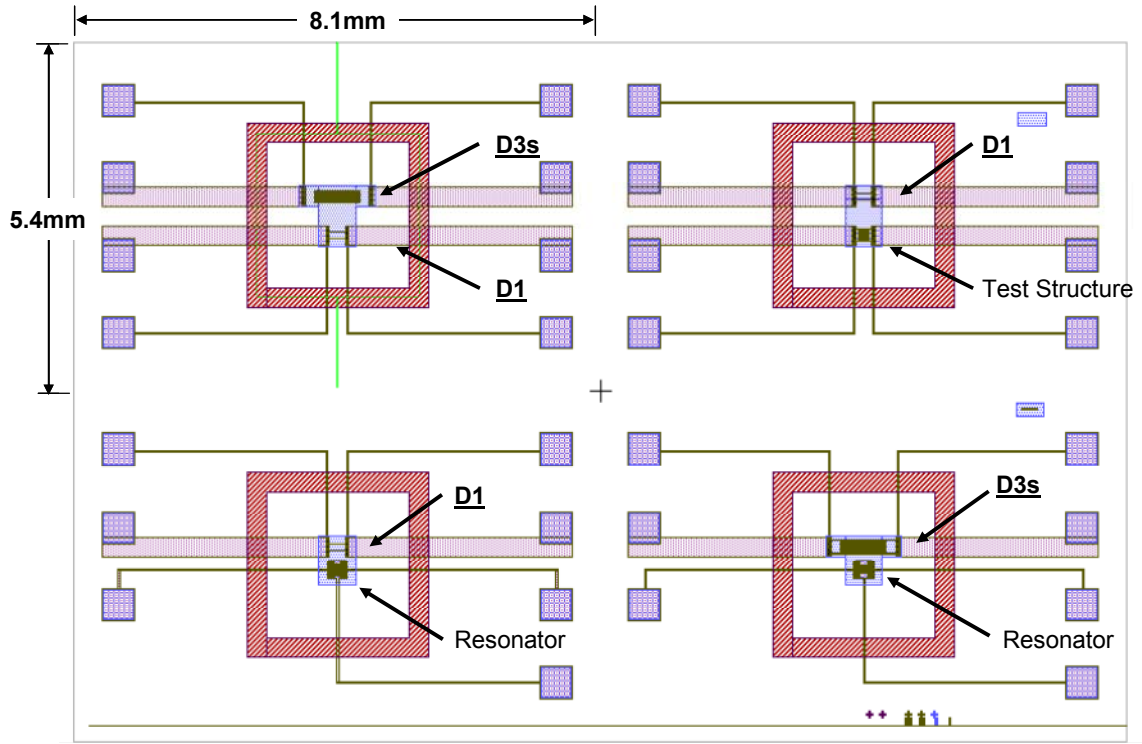 8.1mm
D3s
D1
5.4mm
D1
Test Structure
D1
D3s
Resonator
Resonator